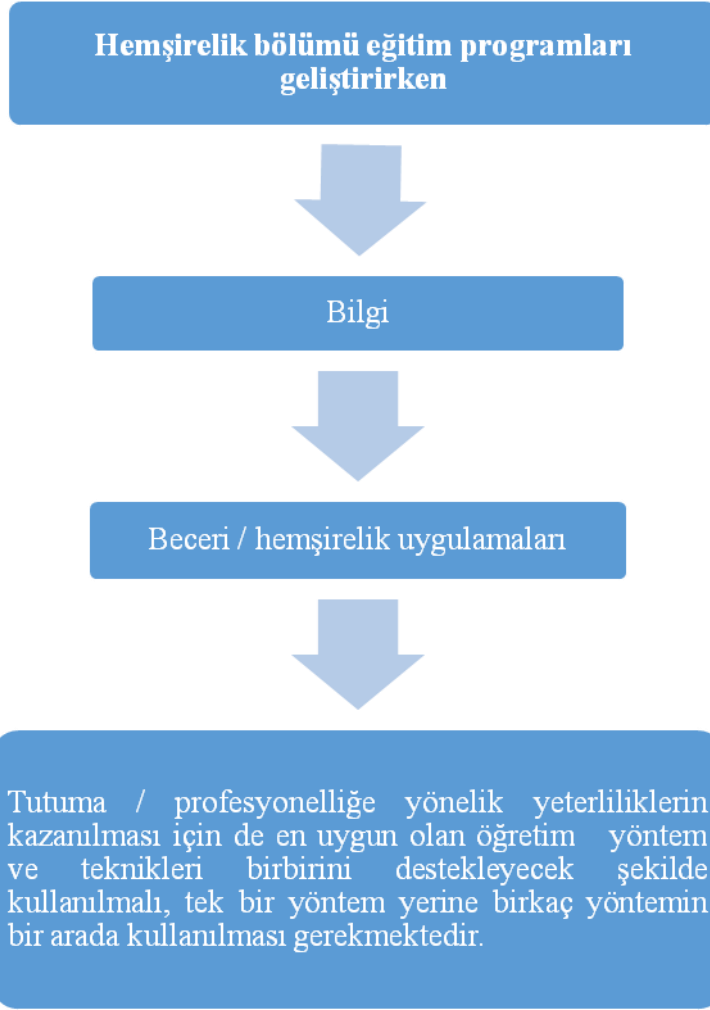 Hemşirelik bölümü eğitim programları
geliştirirken
Bilgi
Beceri / hemşirelik uygulamaları
Tutuma / profesyonelliğe yönelik yeterliliklerin
kazanılması için de en uygun olan öğretim yöntem
ve teknikleri birbirini destekleyecek şekilde
kullanılmalı, tek bir yöntem yerine birkaç yöntemin
bir arada kullanılması gerekmektedir.